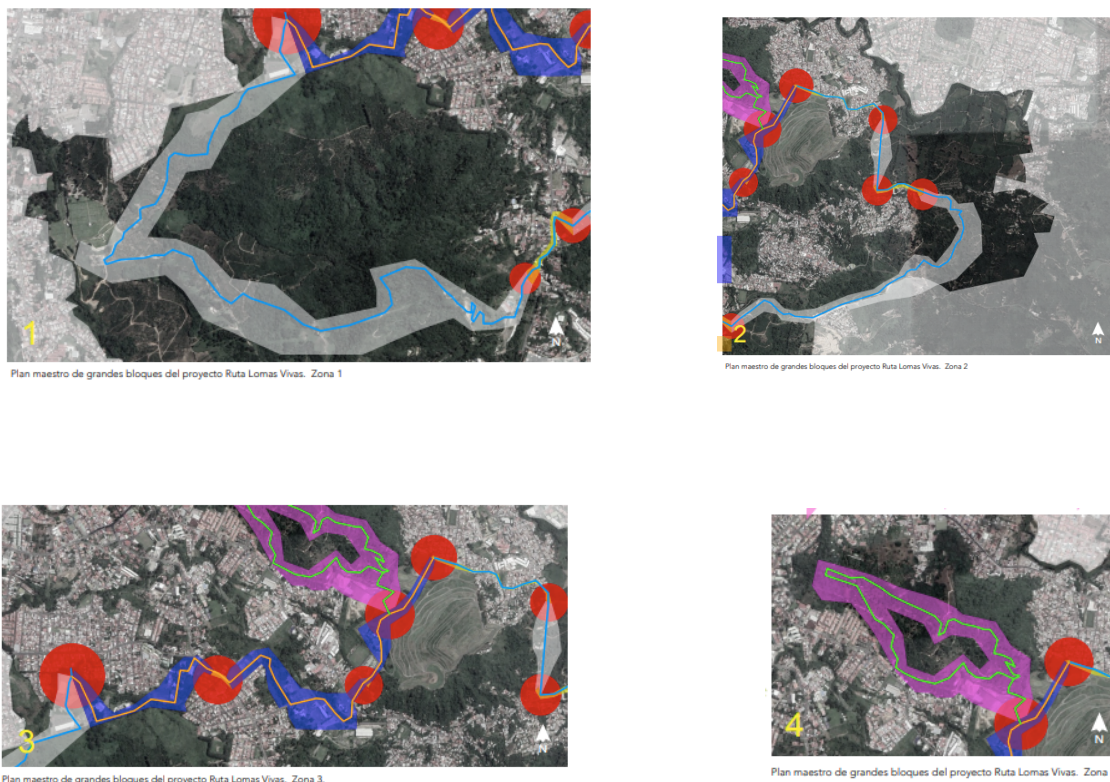 1
N
Plan maestro de grandes bloques del proyecto Ruta Lomas Vivas. Zona 1
2
N
Plan maestro de grandes bloques del proyecto Ruta Lomas Vivas. Zona 2
3
N
Plan maestro de grandes bloques del proyecto Ruta Lomas Vivas. Zona 3.
4
N
Plan maestro de grandes bloques del proyecto Ruta Lomas Vivas. Zona